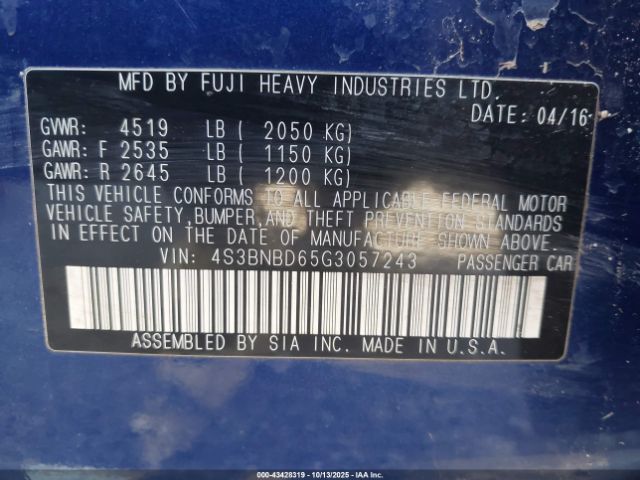 MFD BY FUJI HEAVY INDUSTRIES LTD.
DATE: 04/16
GVWR: 4519 LB ( 2050 KG)
GAWR: F 2535 LB ( 1150 KG)
GAWR: R 2645 LB ( 1200 KG)
THIS VEHICLE CONFORMS TO ALL APPLICABLE FEDERAL MOTOR
VEHICLE SAFETY, BUMPER, AND THEFT PREVENTION STANDARDS
IN EFFECT ON THE DATE OF MANUFACTURE SHOWN ABOVE.
VIN: 4S3BNBD65G3057243 PASSENGER CAR
ASSEMBLED BY SIA INC. MADE IN U.S.A.
000-43428319 | 10/13/2025 - COPYRIGHT IAA